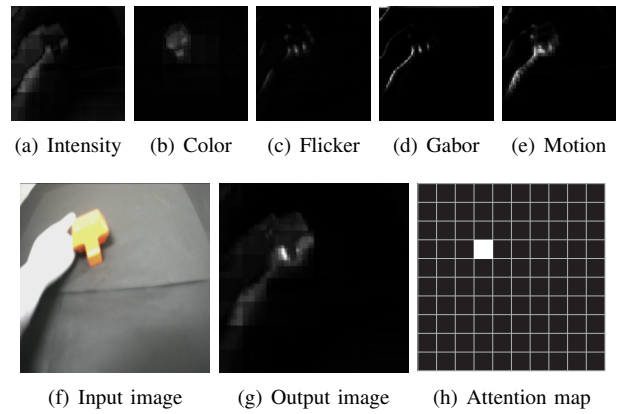 (a) Intensity (b) Color (c) Flicker (d) Gabor (e) Motion
(f) Input image (g) Output image (h) Attention map